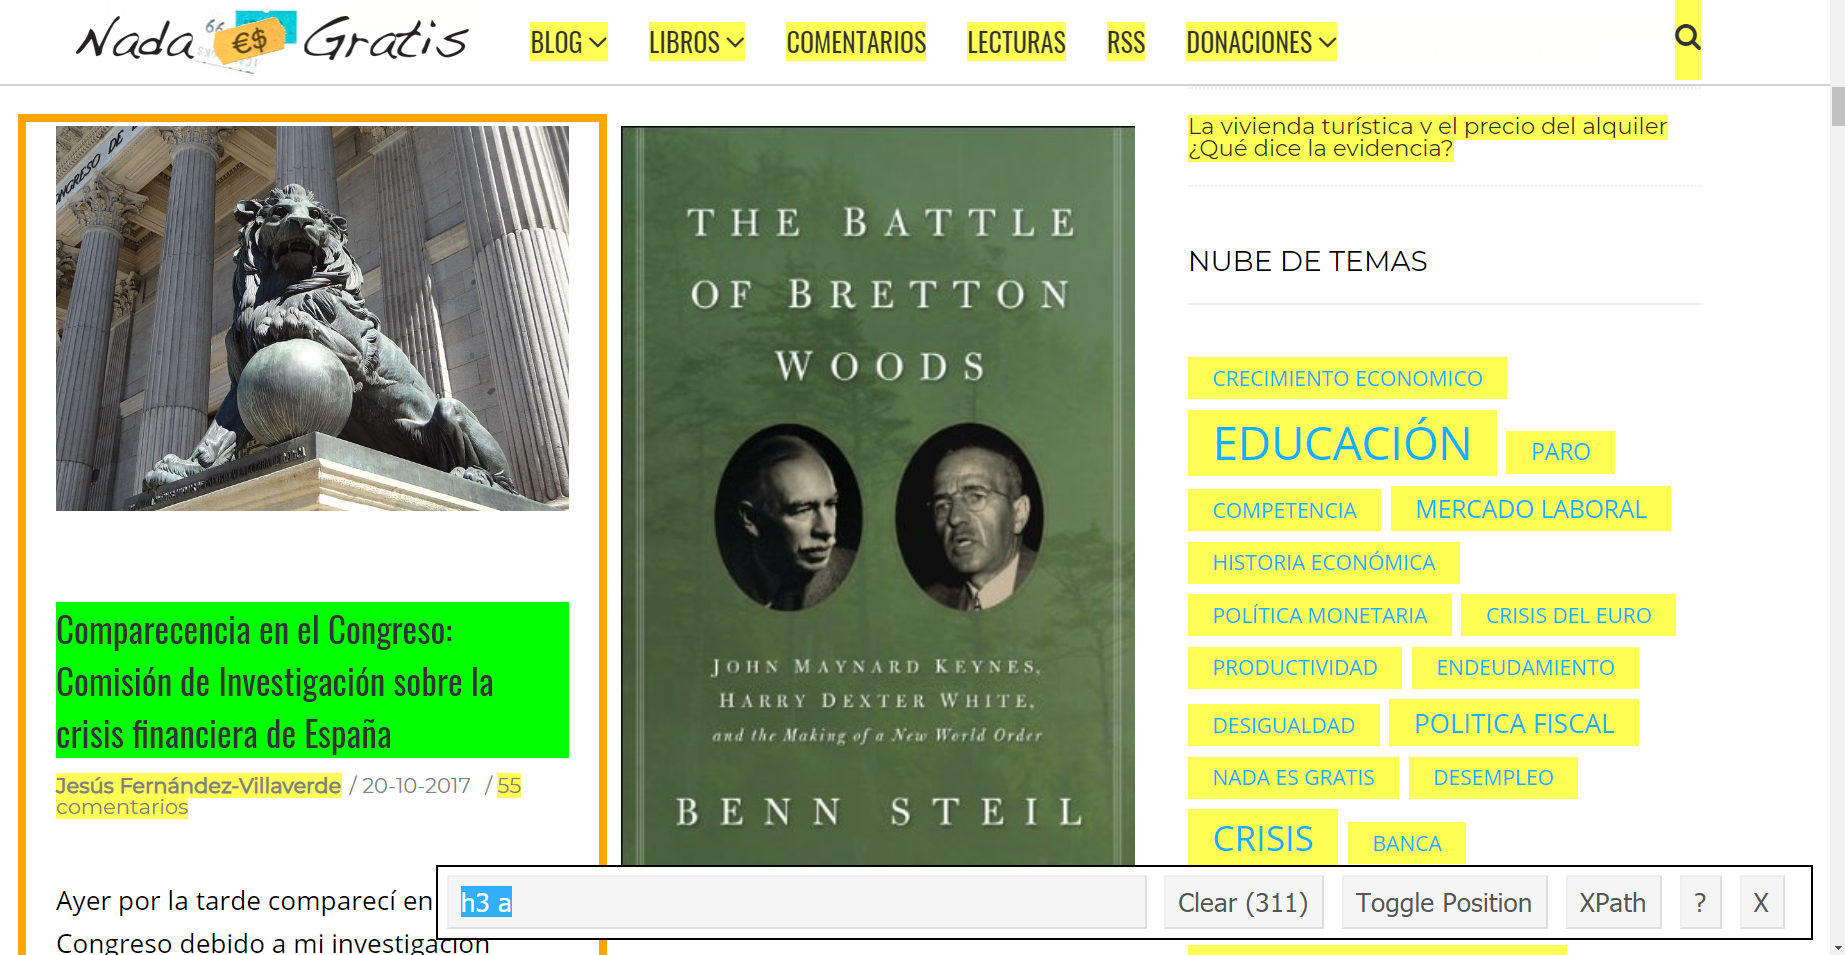 Nada €$ Gratis
BLOG
LIBROS
COMENTARIOS
LECTURAS
RSS
DONACIONES
CONGRESO DE
THE BATTLE
OF BRETTON
WOODS
JOHN MAYNARD KEYNES,
HARRY DEXTER WHITE,
and the Making of a New World Order
BENN STEIL
Comparecencia en el Congreso:
Comisión de Investigación sobre la
crisis financiera de España
Jesús Fernández-Villaverde / 20-10-2017 / 55
comentarios
Ayer por la tarde comparecí en
Congreso debido a mi investigación
La vivienda turística y el precio del alquiler
¿Qué dice la evidencia?
NUBE DE TEMAS
CRECIMIENTO ECONOMICO
EDUCACIÓN PARO
COMPETENCIA MERCADO LABORAL
HISTORIA ECONÓMICA
POLÍTICA MONETARIA CRISIS DEL EURO
PRODUCTIVIDAD ENDEUDAMIENTO
DESIGUALDAD POLITICA FISCAL
NADA ES GRATIS DESEMPLEO
CRISIS BANCA
h3 a
Clear (311)
Toggle Position
XPath
?
X